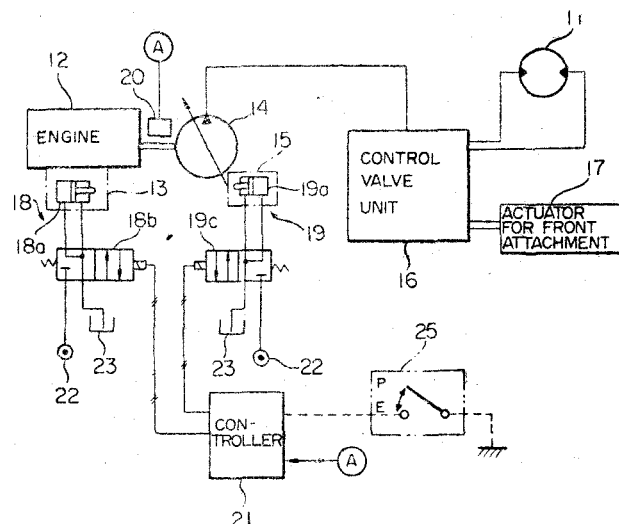 11
A
12
20
14
ENGINE
15
17
CONTROL
VALVE
UNIT
13
19a
18
18a
18b
19c
19
ACTUATOR
FOR FRONT
ATTACHMENT
16
23
22
23
22
25
P
E
CON-
TROLLER
A
21